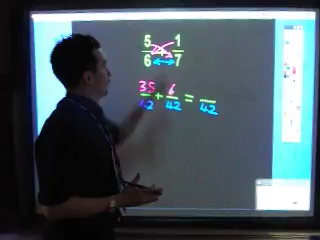 5/6 + 1/7
35/42 + 6/42 = /42